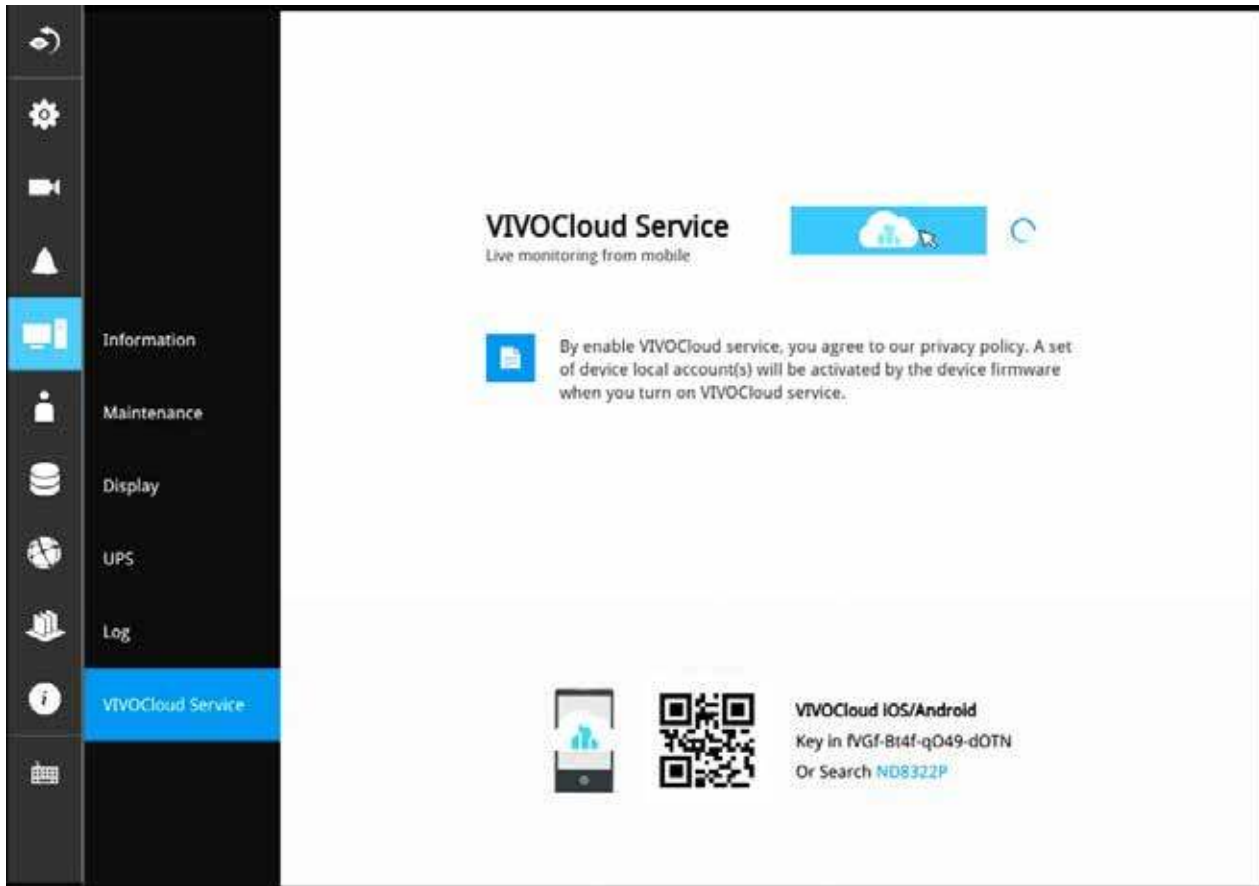 VIVOCloud Service
Live monitoring from mobile
By enable VIVOCloud service, you agree to our privacy policy. A set
of device local account(s) will be activated by the device firmware
when you turn on VIVOCloud service.
Information
Maintenance
Display
UPS
Log
VIVOCloud Service
VIVOCloud iOS/Android
Key in fVGf-Bt4f-qO49-dOTN
Or Search ND8322P